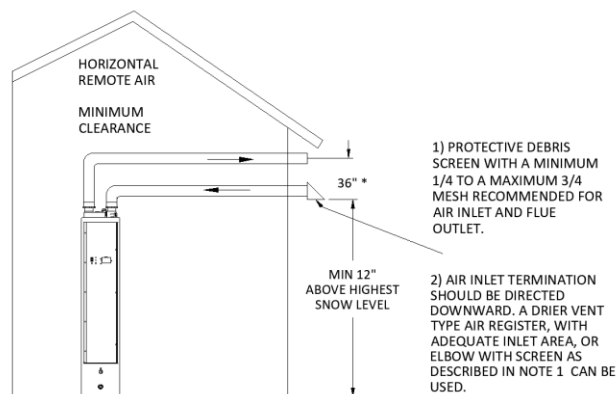 HORIZONTAL
REMOTE AIR
MINIMUM
CLEARANCE
36" *
MIN 12"
ABOVE HIGHEST
SNOW LEVEL
1) PROTECTIVE DEBRIS
SCREEN WITH A MINIMUM
1/4 TO A MAXIMUM 3/4
MESH RECOMMENDED FOR
AIR INLET AND FLUE
OUTLET.
2) AIR INLET TERMINATION
SHOULD BE DIRECTED
DOWNWARD. A DRIER VENT
TYPE AIR REGISTER, WITH
ADEQUATE INLET AREA, OR
ELBOW WITH SCREEN AS
DESCRIBED IN NOTE 1 CAN BE
USED.